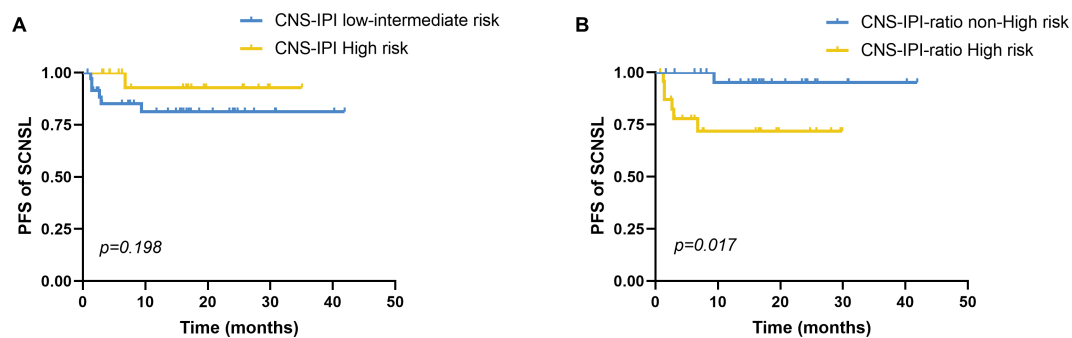 A
CNS-IPI low-intermediate risk
CNS-IPI High risk
PFS of SCNSL
1.00
0.75
0.50
0.25
0.00
p=0.198
0 10 20 30 40 50
Time (months)
B
CNS-IPI-ratio non-High risk
CNS-IPI-ratio High risk
PFS of SCNSL
1.00
0.75
0.50
0.25
0.00
p=0.017
0 10 20 30 40 50
Time (months)